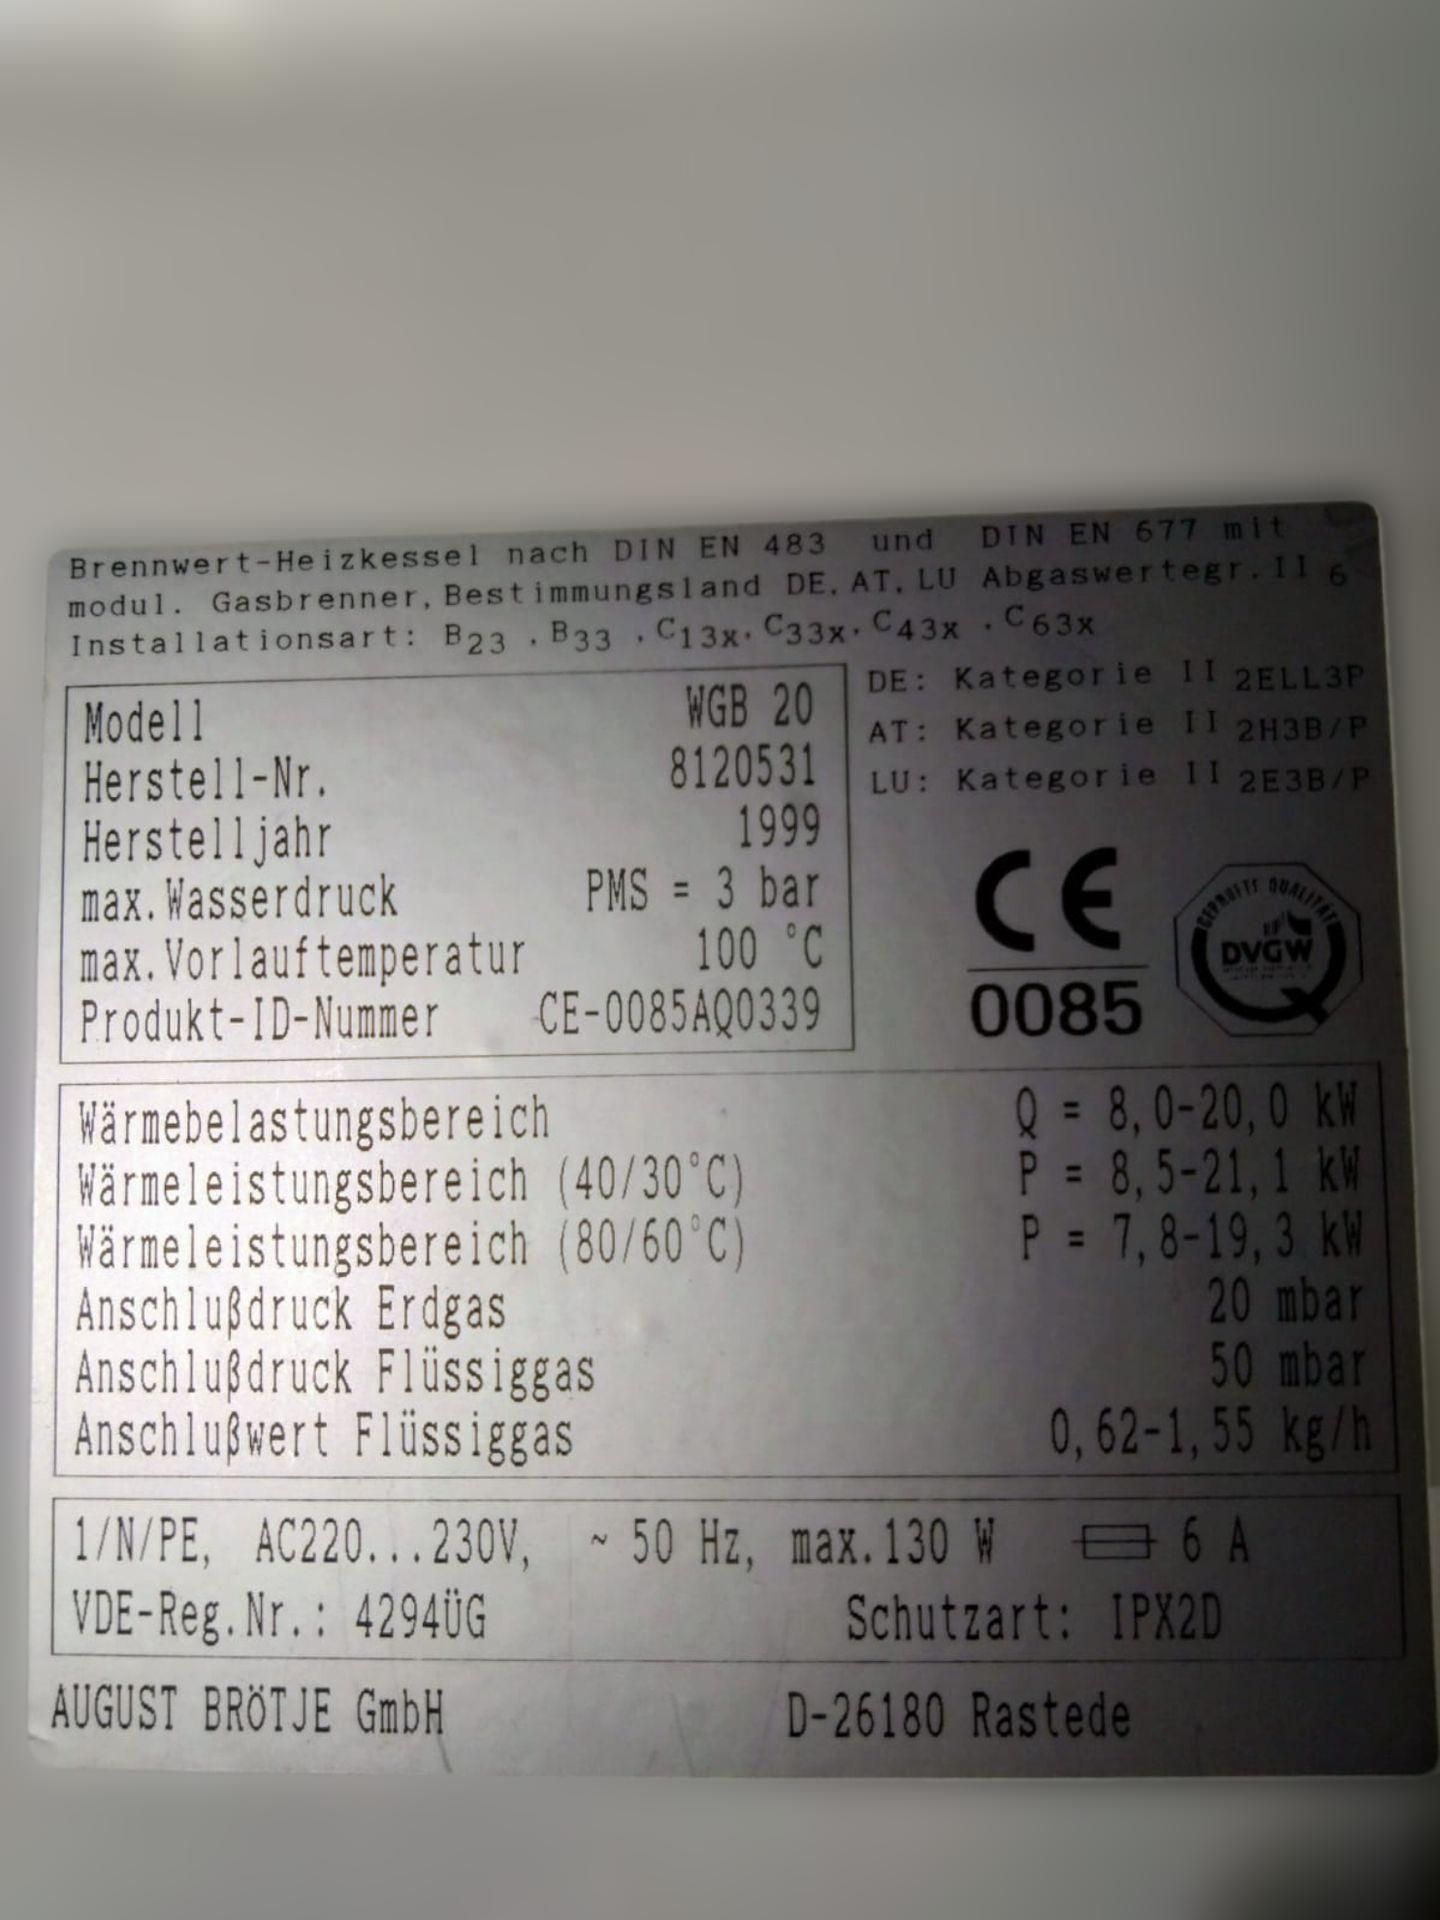 Brennwert-Heizkessel nach DIN EN 483 und DIN EN 677 mit
modul. Gasbrenner, Bestimmungsland DE, AT, LU Abgaswertegr. II 6
Installationsart: B23 , B33 , C13x, C33x, C43x , C63x
Modell WGB 20
Herstell-Nr. 8120531
Herstelljahr 1999
max.Wasserdruck PMS = 3 bar
max.Vorlauftemperatur 100 °C
Produkt-ID-Nummer CE-0085AQ0339
DE: Kategorie II 2ELL3P
AT: Kategorie II 2H3B/P
LU: Kategorie II 2E3B/P
CE
0085
GEPRÜFTE QUALITÄT
DVGW
Wärmebelastungsbereich Q = 8,0-20,0 kW
Wärmeleistungsbereich (40/30°C) P = 8,5-21,1 kW
Wärmeleistungsbereich (80/60°C) P = 7,8-19,3 kW
Anschlußdruck Erdgas 20 mbar
Anschlußdruck Flüssiggas 50 mbar
Anschlußwert Flüssiggas 0,62-1,55 kg/h
1/N/PE, AC220...230V, ~ 50 Hz, max.130 W 6 A
VDE-Reg.Nr.: 4294ÜG Schutzart: IPX2D
AUGUST BRÖTJE GmbH D-26180 Rastede